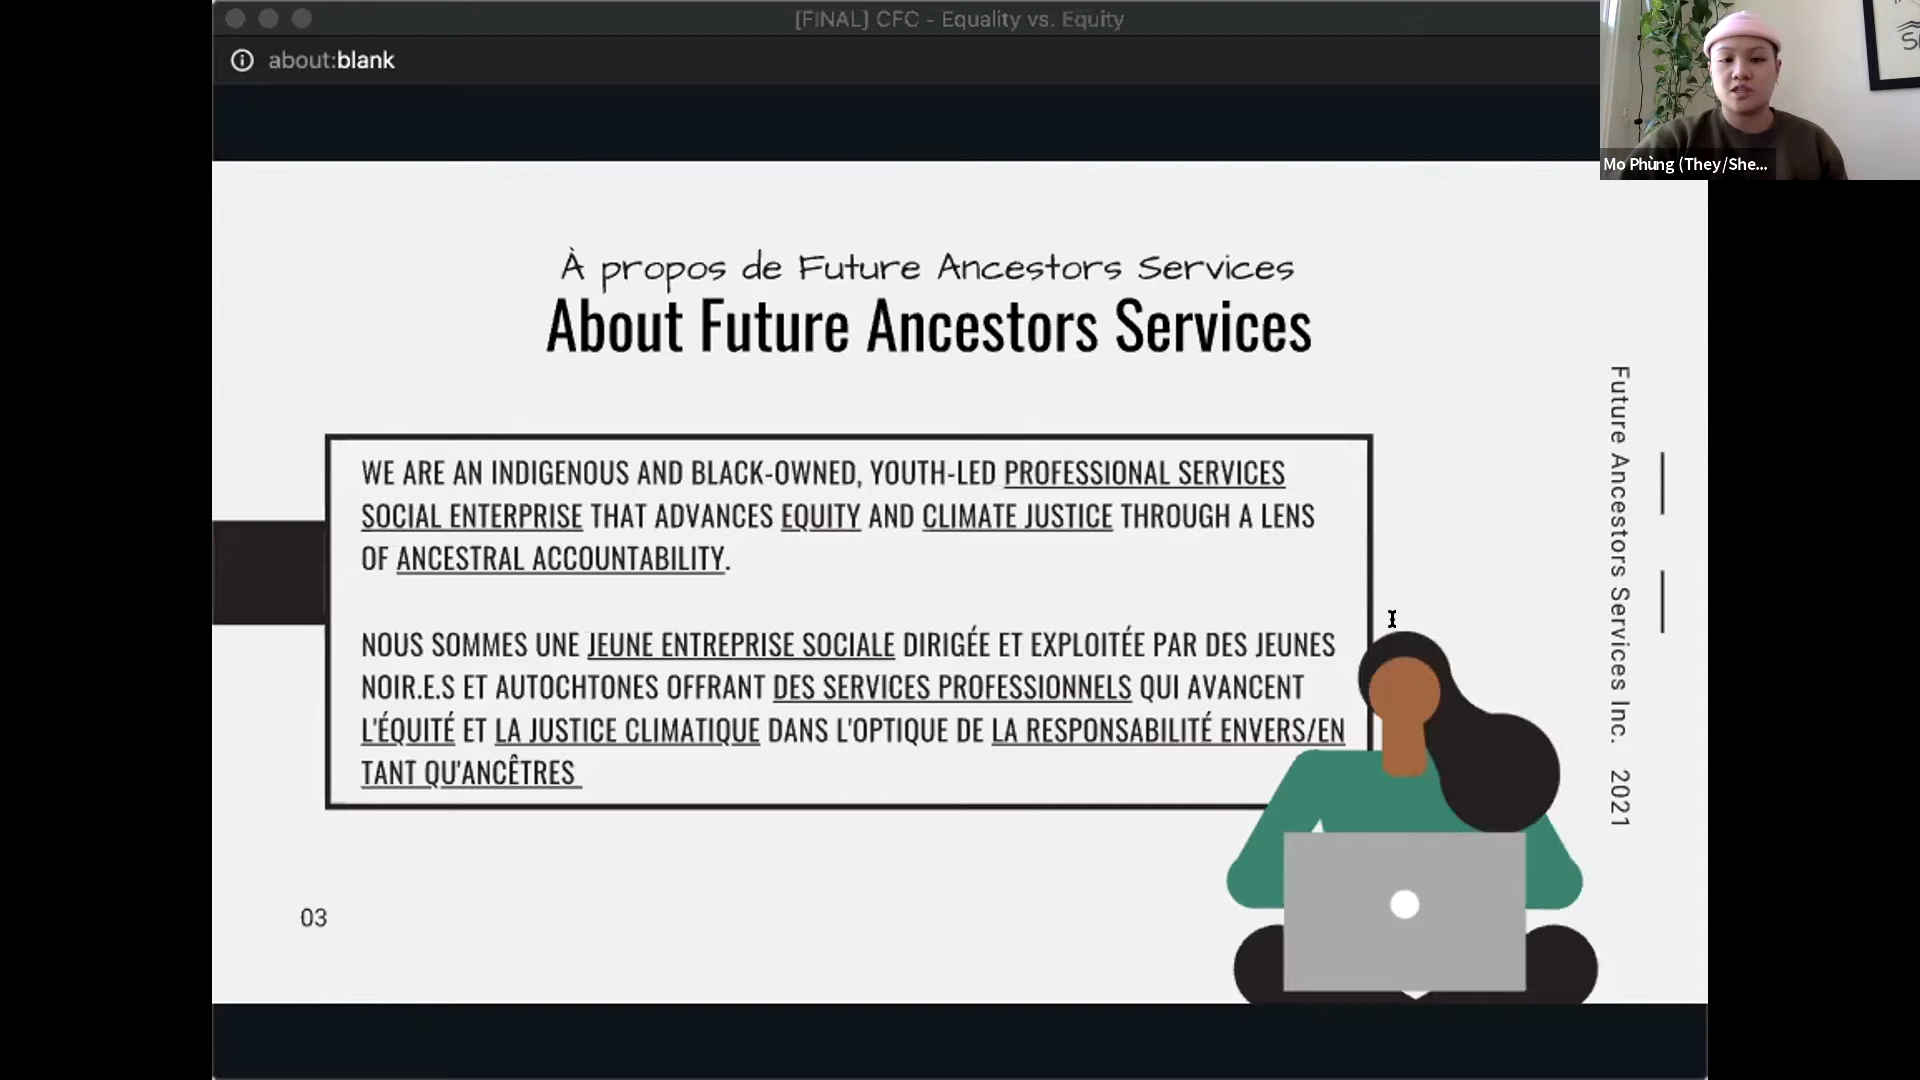 [FINAL] CFC - Equality vs. Equity
about:blank
Mo Phùng (They/She...
À propos de Future Ancestors Services
About Future Ancestors Services
WE ARE AN INDIGENOUS AND BLACK-OWNED, YOUTH-LED PROFESSIONAL SERVICES
SOCIAL ENTERPRISE THAT ADVANCES EQUITY AND CLIMATE JUSTICE THROUGH A LENS
OF ANCESTRAL ACCOUNTABILITY.
NOUS SOMMES UNE JEUNE ENTREPRISE SOCIALE DIRIGÉE ET EXPLOITÉE PAR DES JEUNES
NOIR.E.S ET AUTOCHTONES OFFRANT DES SERVICES PROFESSIONNELS QUI AVANCENT
L'ÉQUITÉ ET LA JUSTICE CLIMATIQUE DANS L'OPTIQUE DE LA RESPONSABILITÉ ENVERS/EN
TANT QU'ANCÊTRES
Future Ancestors Services Inc. 2021
03